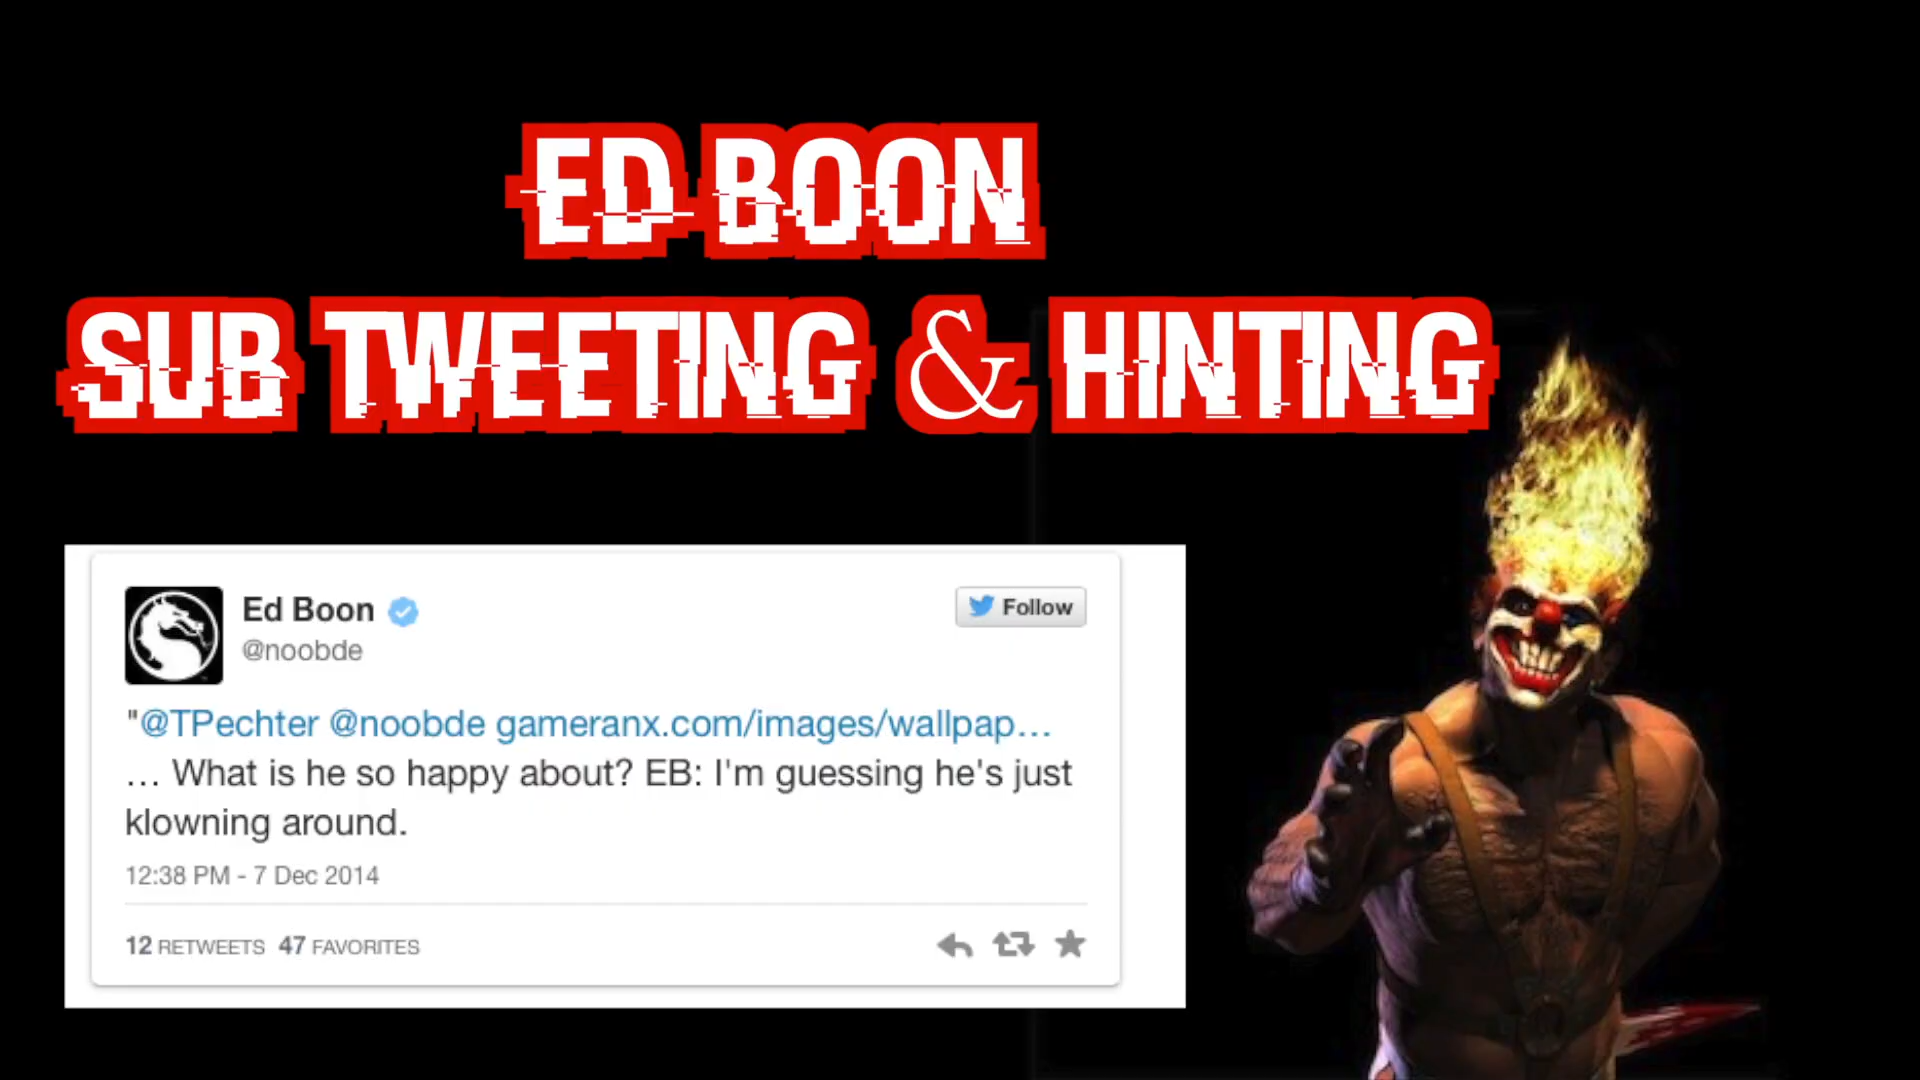 ED BOON
SUB TWEETING & HINTING
Ed Boon
@noobde
Follow
"@TPechter @noobde gameranx.com/images/wallpap…
… What is he so happy about? EB: I'm guessing he's just
klowning around.
12:38 PM - 7 Dec 2014
12 RETWEETS 47 FAVORITES